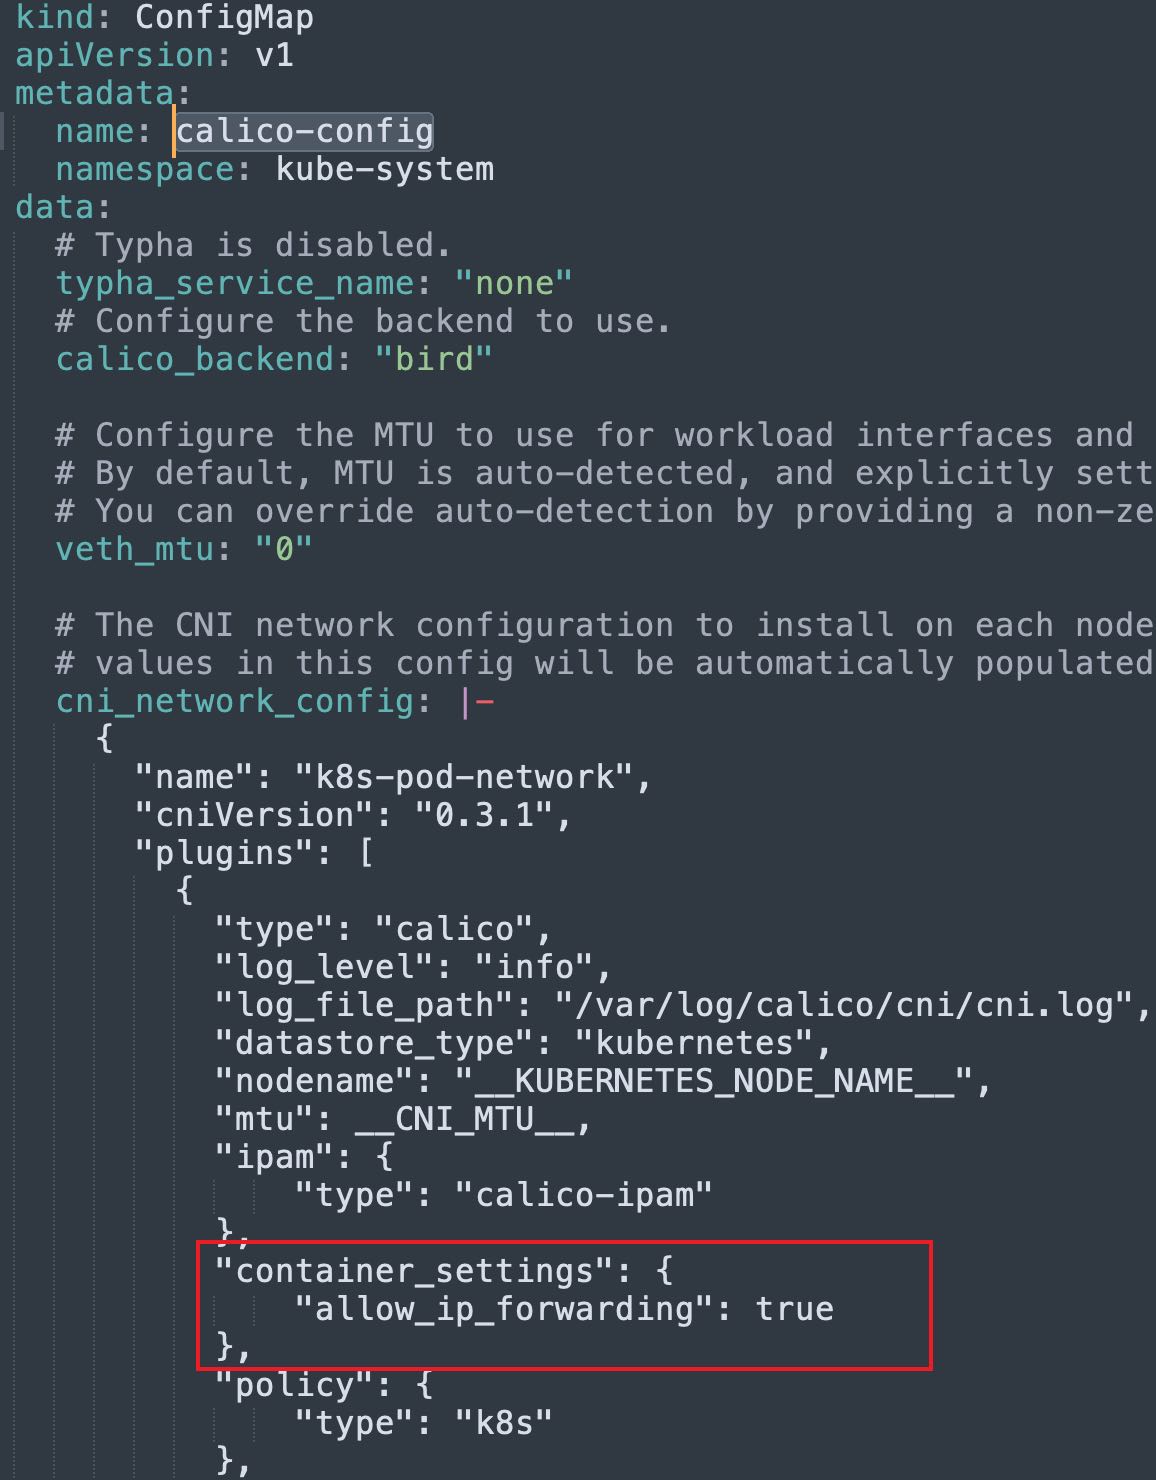 kind: ConfigMap
apiVersion: v1
metadata:
  name: calico-config
  namespace: kube-system
data:
  # Typha is disabled.
  typha_service_name: "none"
  # Configure the backend to use.
  calico_backend: "bird"

  # Configure the MTU to use for workload interfaces and
  # By default, MTU is auto-detected, and explicitly sett
  # You can override auto-detection by providing a non-ze
  veth_mtu: "0"

  # The CNI network configuration to install on each node
  # values in this config will be automatically populated
  cni_network_config: |-
    {
      "name": "k8s-pod-network",
      "cniVersion": "0.3.1",
      "plugins": [
        {
          "type": "calico",
          "log_level": "info",
          "log_file_path": "/var/log/calico/cni/cni.log",
          "datastore_type": "kubernetes",
          "nodename": "__KUBERNETES_NODE_NAME__",
          "mtu": __CNI_MTU__,
          "ipam": {
              "type": "calico-ipam"
          },
          "container_settings": {
              "allow_ip_forwarding": true
          },
          "policy": {
              "type": "k8s"
          },